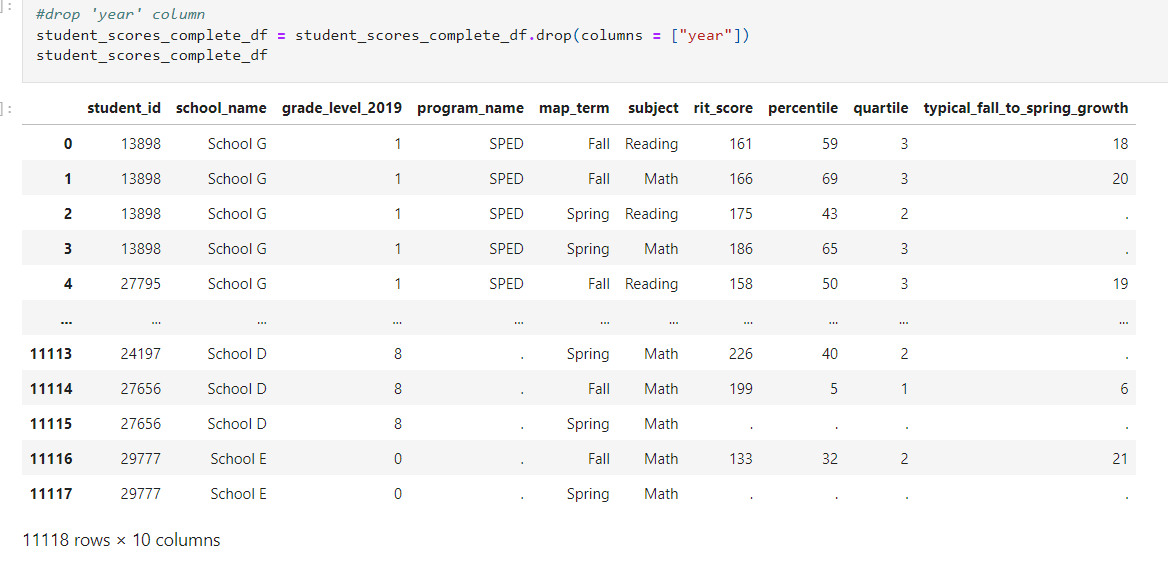 ]:
#drop 'year' column
student_scores_complete_df = student_scores_complete_df.drop(columns = ["year"])
student_scores_complete_df
]:
student_id school_name grade_level_2019 program_name map_term subject rit_score percentile quartile typical_fall_to_spring_growth
0 13898 School G 1 SPED Fall Reading 161 59 3 18
1 13898 School G 1 SPED Fall Math 166 69 3 20
2 13898 School G 1 SPED Spring Reading 175 43 2 .
3 13898 School G 1 SPED Spring Math 186 65 3 .
4 27795 School G 1 SPED Fall Reading 158 50 3 19
... ... ... ... ... ... ... ... ... ... ...
11113 24197 School D 8 . Spring Math 226 40 2 .
11114 27656 School D 8 . Fall Math 199 5 1 6
11115 27656 School D 8 . Spring Math . . . .
11116 29777 School E 0 . Fall Math 133 32 2 21
11117 29777 School E 0 . Spring Math . . . .
11118 rows × 10 columns